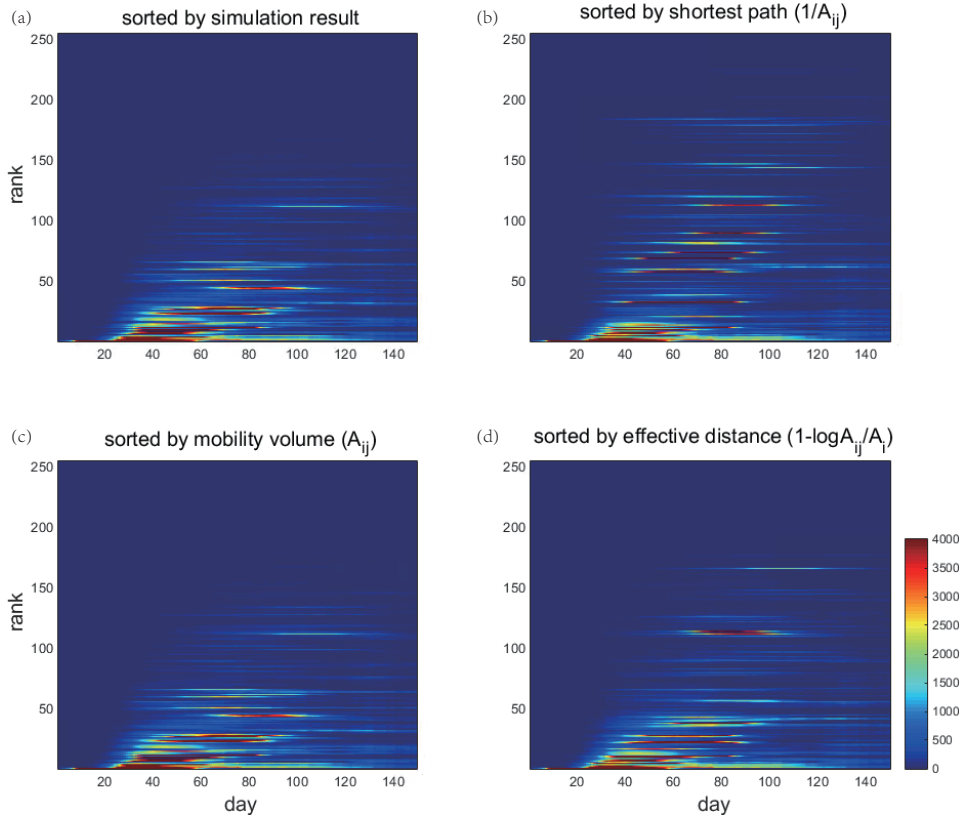 (a)
sorted by simulation result
250
200
150
100
50
rank
20 40 60 80 100 120 140
(b)
sorted by shortest path (1/A_ij)
250
200
150
100
50
20 40 60 80 100 120 140
(c)
sorted by mobility volume (A_ij)
250
200
150
100
50
rank
20 40 60 80 100 120 140
day
(d)
sorted by effective distance (1-logA_ij/A_i)
250
200
150
100
50
20 40 60 80 100 120 140
day
4000
3500
3000
2500
2000
1500
1000
500
0